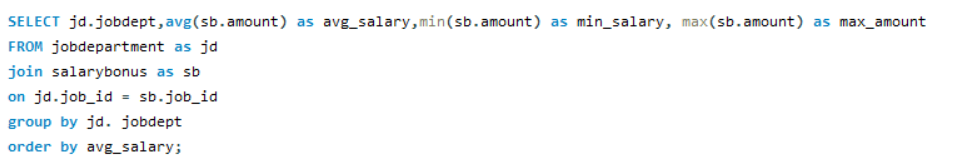 SELECT jd.jobdept,avg(sb.amount) as avg_salary,min(sb.amount) as min_salary, max(sb.amount) as max_amount
FROM jobdepartment as jd
join salarybonus as sb
on jd.job_id = sb.job_id
group by jd. jobdept
order by avg_salary;